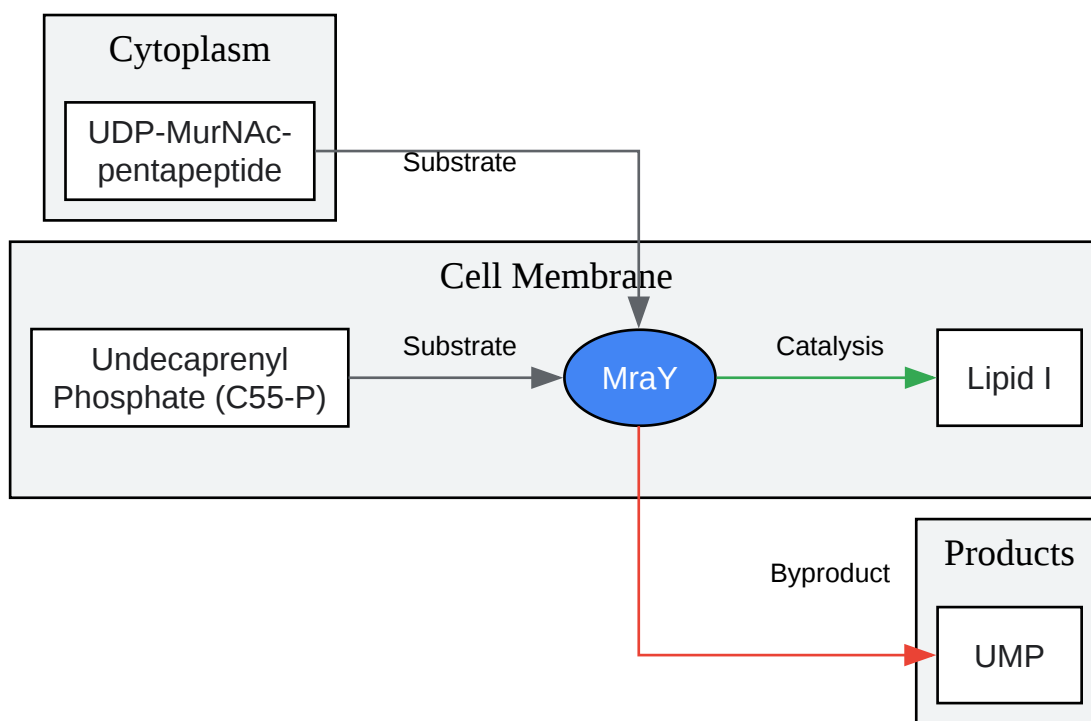 Cytoplasm
UDP-MurNAc-
pentapeptide
Substrate
Cell Membrane
Undecaprenyl
Phosphate (C55-P)
Substrate
MraY
Catalysis
Lipid I
Products
Byproduct
UMP